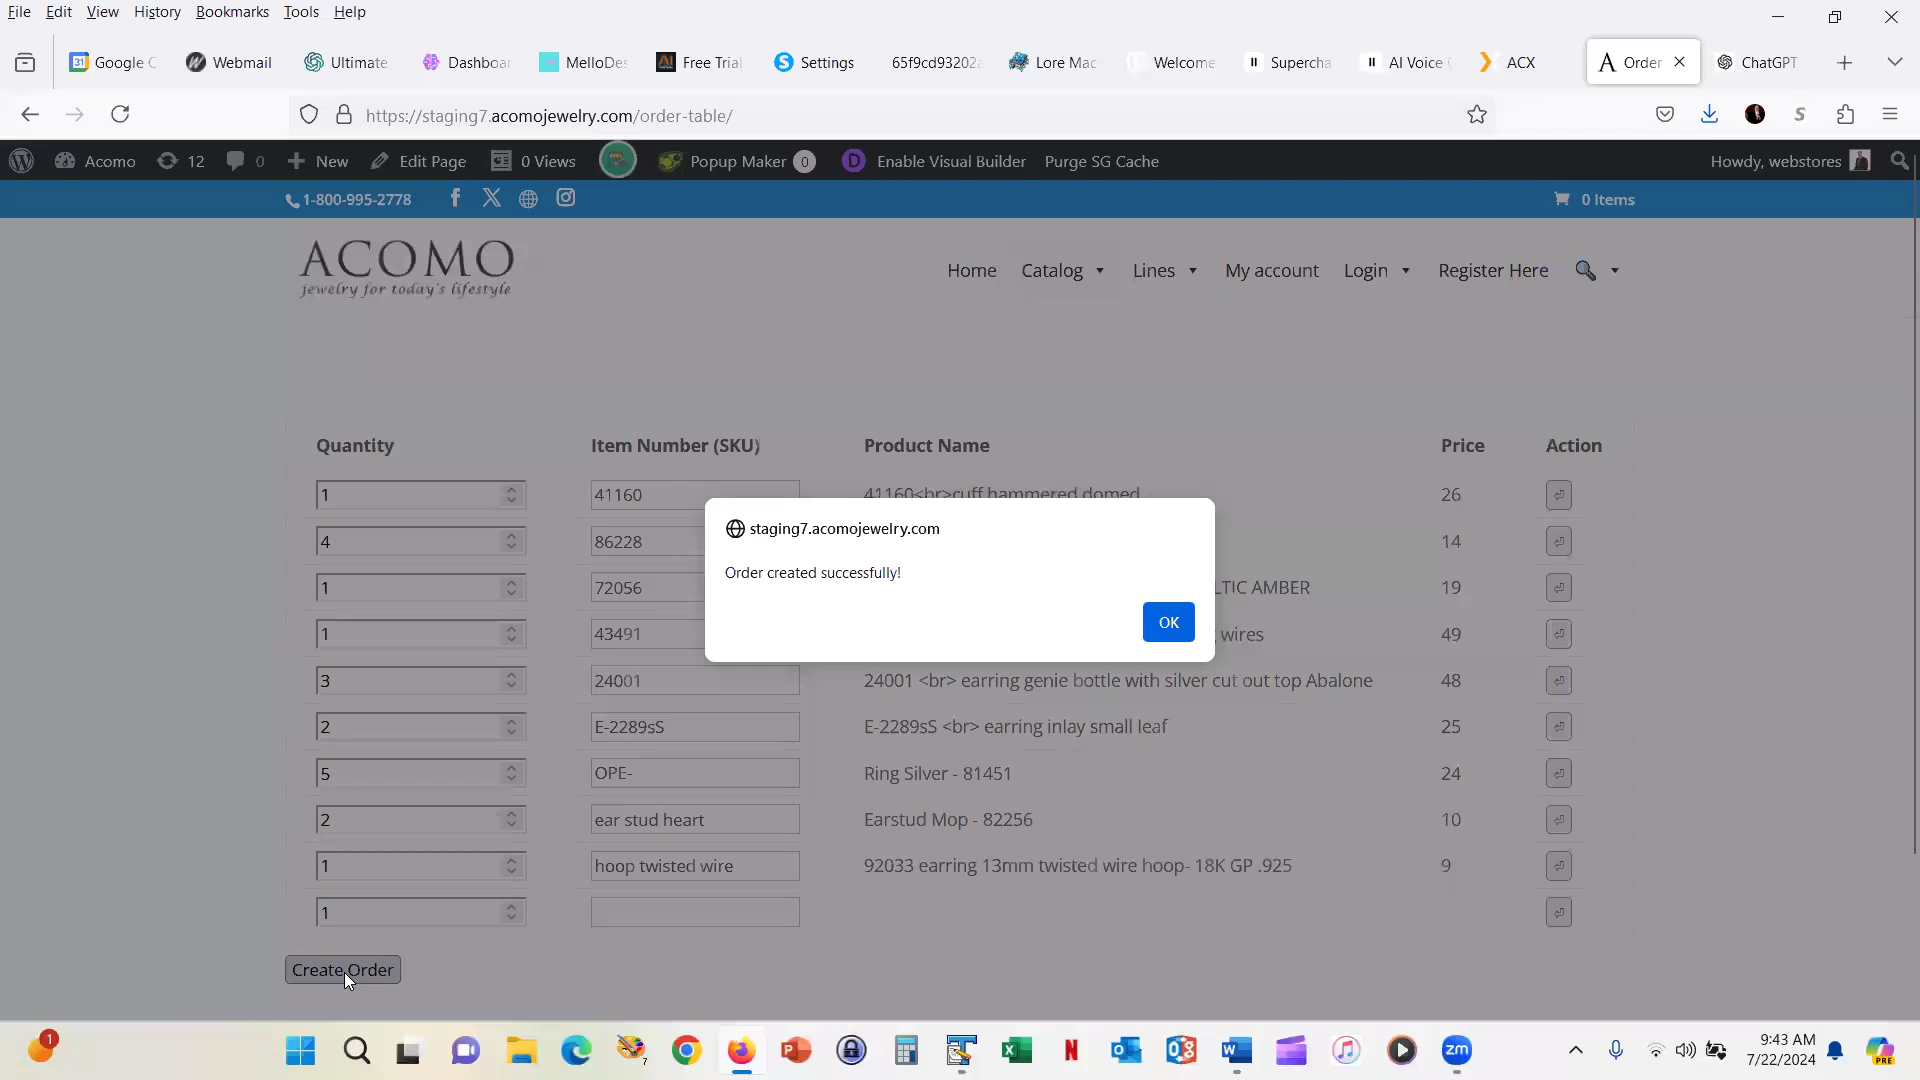 File Edit View History Bookmarks Tools Help
Google C Webmail Ultimate Dashboar MelloDes Free Trial Settings 65f9cd93202a Lore Mac Welcome Supercha AI Voice ACX Order ChatGPT
https://staging7.acomojewelry.com/order-table/
Acomo 12 0 New Edit Page 0 Views Popup Maker 0 Enable Visual Builder Purge SG Cache Howdy, webstores
1-800-995-2778 0 Items
ACOMO
jewelry for today's lifestyle
Home Catalog Lines My account Login Register Here
Quantity Item Number (SKU) Product Name Price Action
1 41160 41160<br>cuff hammered domed 26
4 86228 14
1 72056 LTIC AMBER 19
1 43491 wires 49
3 24001 24001 <br> earring genie bottle with silver cut out top Abalone 48
2 E-2289sS E-2289sS <br> earring inlay small leaf 25
5 OPE- Ring Silver - 81451 24
2 ear stud heart Earstud Mop - 82256 10
1 hoop twisted wire 92033 earring 13mm twisted wire hoop- 18K GP .925 9
1
staging7.acomojewelry.com
Order created successfully!
OK
Create Order
1 7 zm 9:43 AM
7/22/2024 PRE